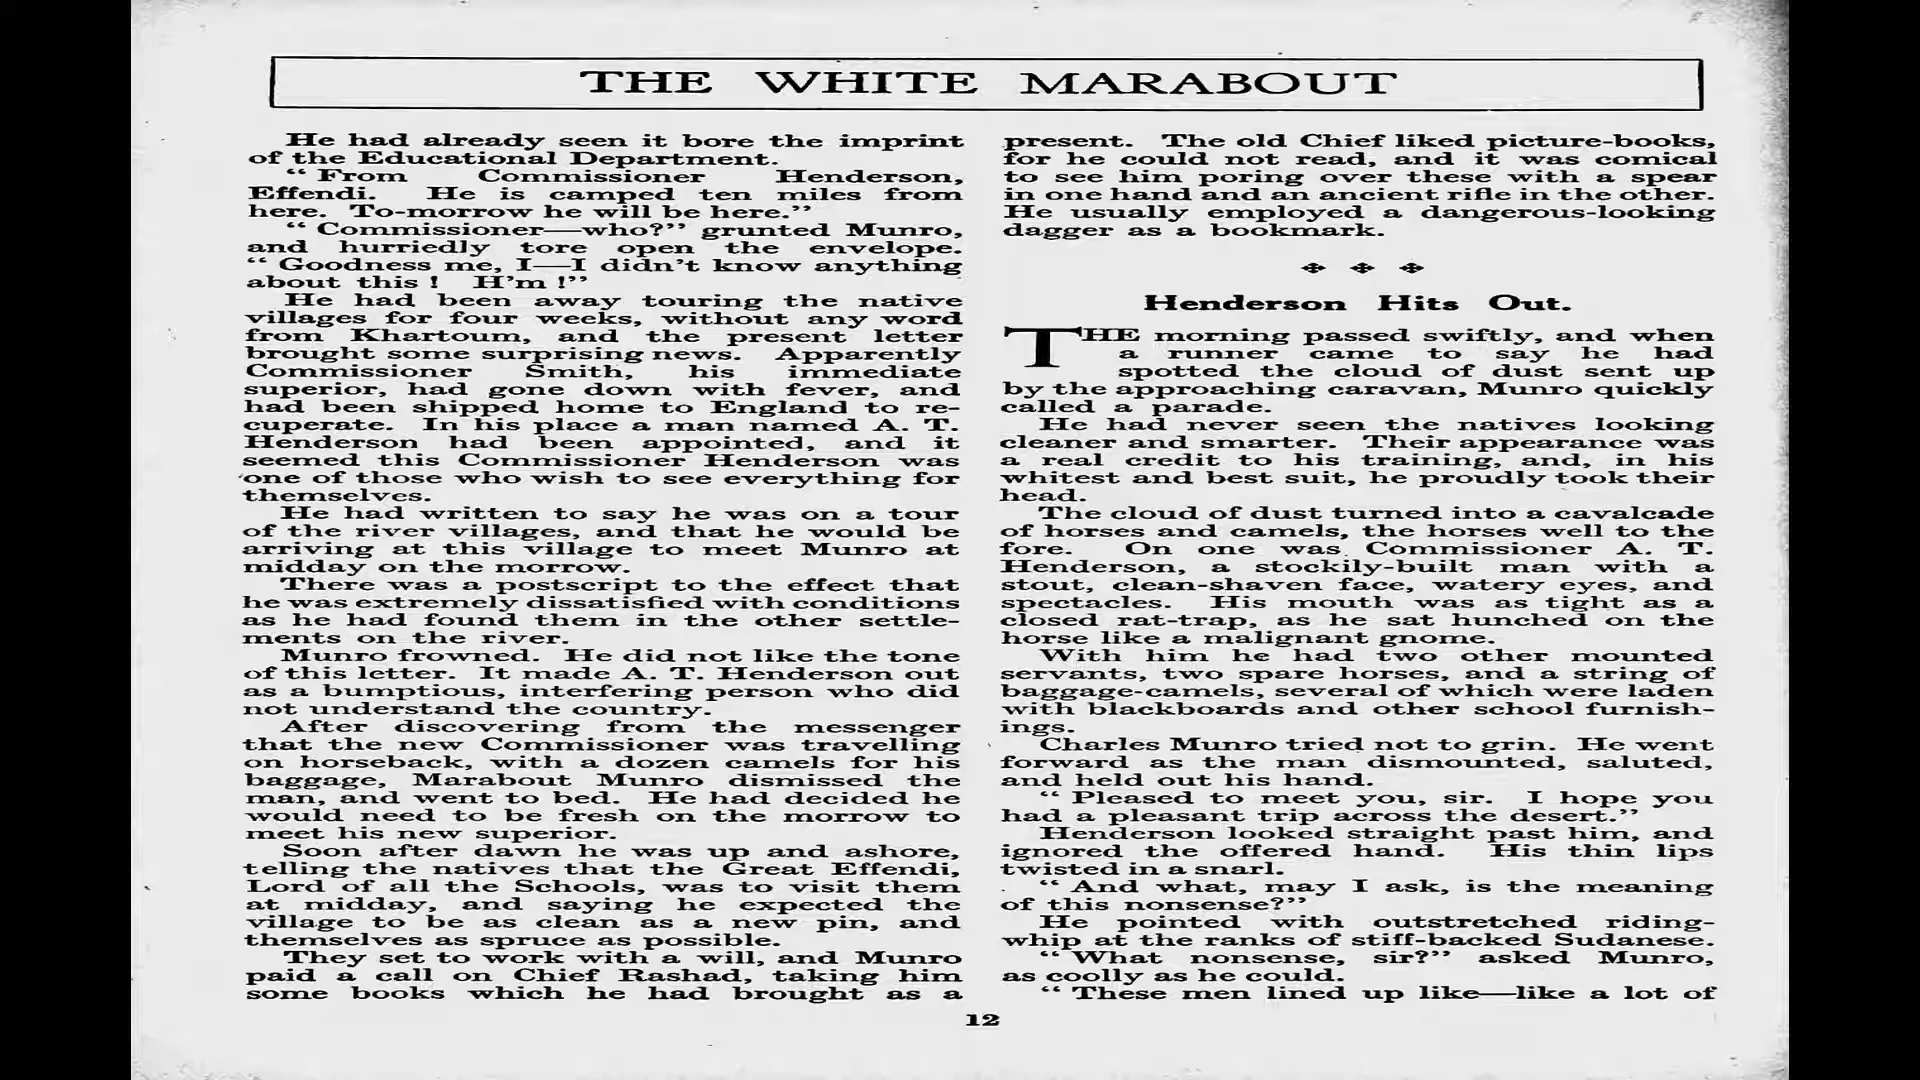 THE WHITE MARABOUT
He had already seen it bore the imprint
of the Educational Department.
“ From Commissioner Henderson,
Effendi. He is camped ten miles from
here. To-morrow he will be here.”
“ Commissioner—who?” grunted Munro,
and hurriedly tore open the envelope.
“ Goodness me, I—I didn’t know anything
about this ! H’m !”
He had been away touring the native
villages for four weeks, without any word
from Khartoum, and the present letter
brought some surprising news. Apparently
Commissioner Smith, his immediate
superior, had gone down with fever, and
had been shipped home to England to re-
cuperate. In his place a man named A. T.
Henderson had been appointed, and it
seemed this Commissioner Henderson was
one of those who wish to see everything for
themselves.
He had written to say he was on a tour
of the river villages, and that he would be
arriving at this village to meet Munro at
midday on the morrow.
There was a postscript to the effect that
he was extremely dissatisfied with conditions
as he had found them in the other settle-
ments on the river.
Munro frowned. He did not like the tone
of this letter. It made A. T. Henderson out
as a bumptious, interfering person who did
not understand the country.
After discovering from the messenger
that the new Commissioner was travelling
on horseback, with a dozen camels for his
baggage, Marabout Munro dismissed the
man, and went to bed. He had decided he
would need to be fresh on the morrow to
meet his new superior.
Soon after dawn he was up and ashore,
telling the natives that the Great Effendi,
Lord of all the Schools, was to visit them
at midday, and saying he expected the
village to be as clean as a new pin, and
themselves as spruce as possible.
They set to work with a will, and Munro
paid a call on Chief Rashad, taking him
some books which he had brought as a
present. The old Chief liked picture-books,
for he could not read, and it was comical
to see him poring over these with a spear
in one hand and an ancient rifle in the other.
He usually employed a dangerous-looking
dagger as a bookmark.
Henderson Hits Out.
THE morning passed swiftly, and when
a runner came to say he had
spotted the cloud of dust sent up
by the approaching caravan, Munro quickly
called a parade.
He had never seen the natives looking
cleaner and smarter. Their appearance was
a real credit to his training, and, in his
whitest and best suit, he proudly took their
head.
The cloud of dust turned into a cavalcade
of horses and camels, the horses well to the
fore. On one was Commissioner A. T.
Henderson, a stockily-built man with a
stout, clean-shaven face, watery eyes, and
spectacles. His mouth was as tight as a
closed rat-trap, as he sat hunched on the
horse like a malignant gnome.
With him he had two other mounted
servants, two spare horses, and a string of
baggage-camels, several of which were laden
with blackboards and other school furnish-
ings.
Charles Munro tried not to grin. He went
forward as the man dismounted, saluted,
and held out his hand.
“ Pleased to meet you, sir. I hope you
had a pleasant trip across the desert.”
Henderson looked straight past him, and
ignored the offered hand. His thin lips
twisted in a snarl.
“ And what, may I ask, is the meaning
of this nonsense?”
He pointed with outstretched riding-
whip at the ranks of stiff-backed Sudanese.
“ What nonsense, sir?” asked Munro,
as coolly as he could.
“ These men lined up like—like a lot of
12